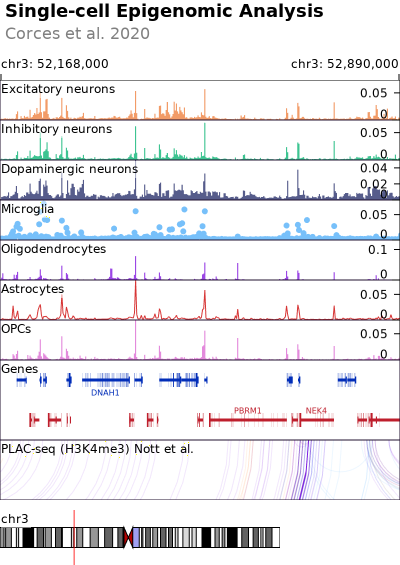 Single-cell Epigenomic Analysis
Corces et al. 2020
chr3: 52,168,000 chr3: 52,890,000
Excitatory neurons 0.05 0
Inhibitory neurons 0.05 0
Dopaminergic neurons 0.04 0.02 0
Microglia 0.05 0
Oligodendrocytes 0.1 0
Astrocytes 0.05 0
OPCs 0.05 0
Genes
DNAH1
PBRM1 NEK4
PLAC-seq (H3K4me3) Nott et al.
chr3